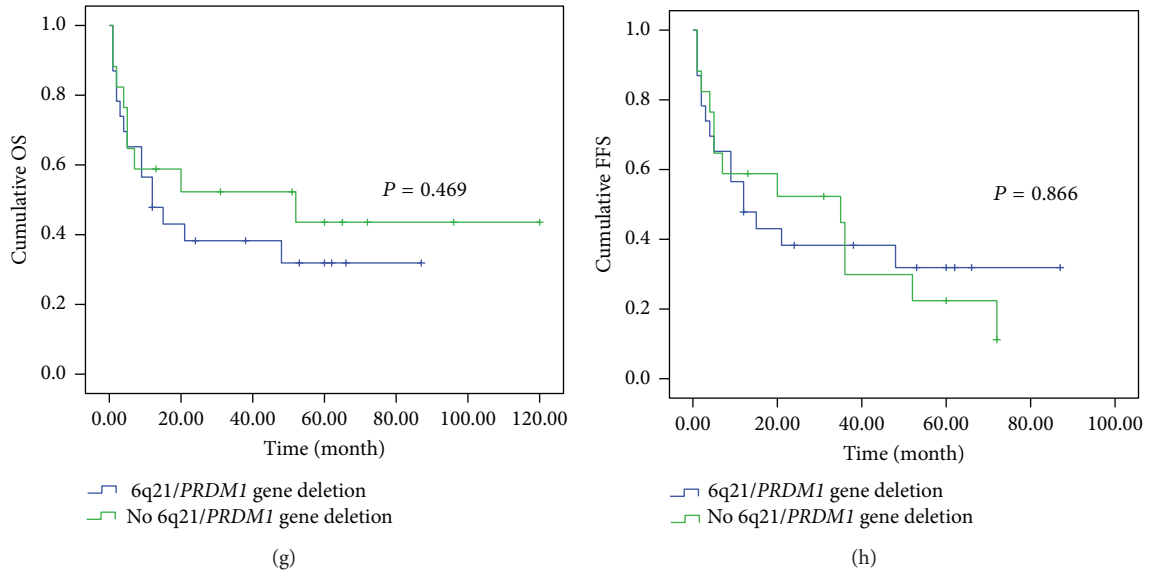 1.0
0.8
0.6
0.4
0.2
0.0
Cumulative OS
P = 0.469
0.00 20.00 40.00 60.00 80.00 100.00 120.00
Time (month)
6q21/PRDM1 gene deletion
No 6q21/PRDM1 gene deletion
(g)
1.0
0.8
0.6
0.4
0.2
0.0
Cumulative FFS
P = 0.866
0.00 20.00 40.00 60.00 80.00 100.00
Time (month)
6q21/PRDM1 gene deletion
No 6q21/PRDM1 gene deletion
(h)